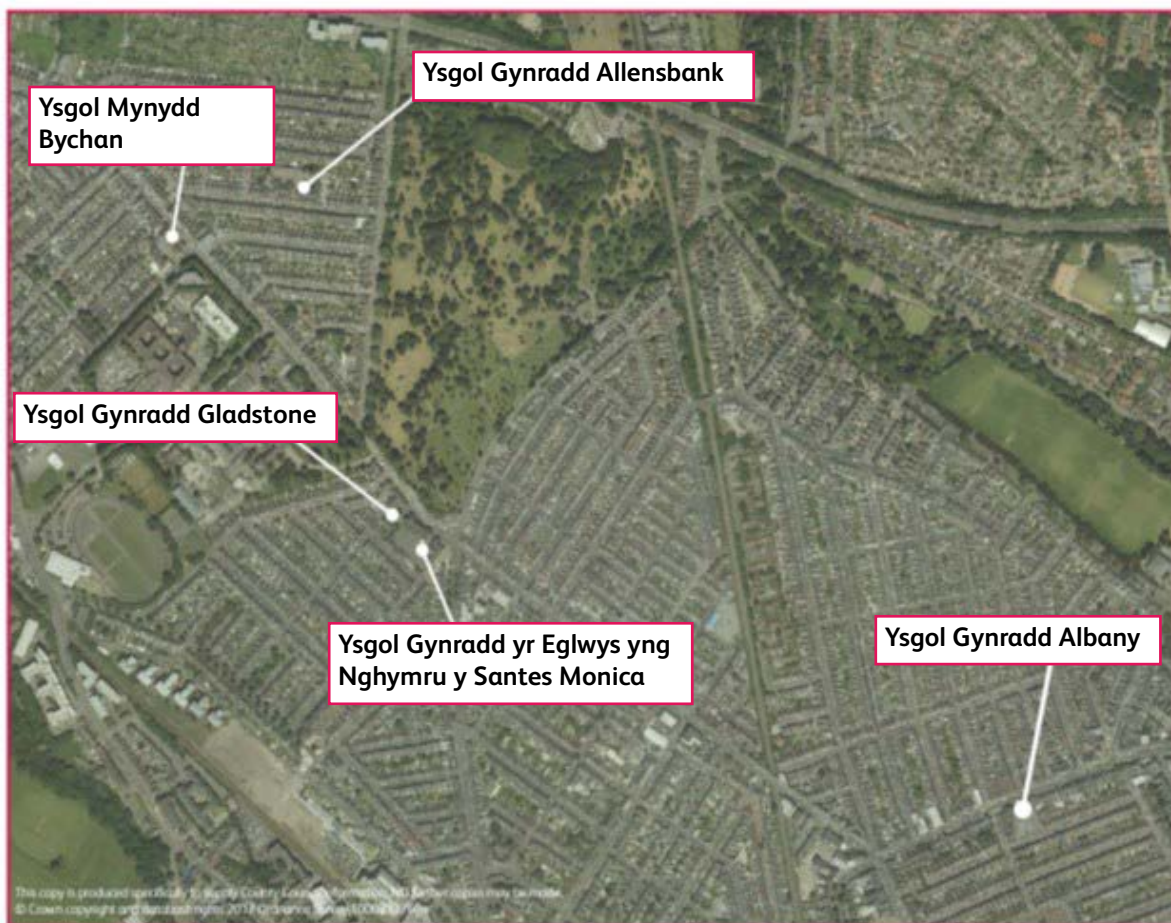 Ysgol Gynradd Allensbank
Ysgol Mynydd
Bychan
Ysgol Gynradd Gladstone
Ysgol Gynradd yr Eglwys yng
Nghymru y Santes Monica
Ysgol Gynradd Albany
This copy is produced specifically to supply County Council information. NO further copies may be made.
© Crown copyright and database rights 2017 Ordnance Survey